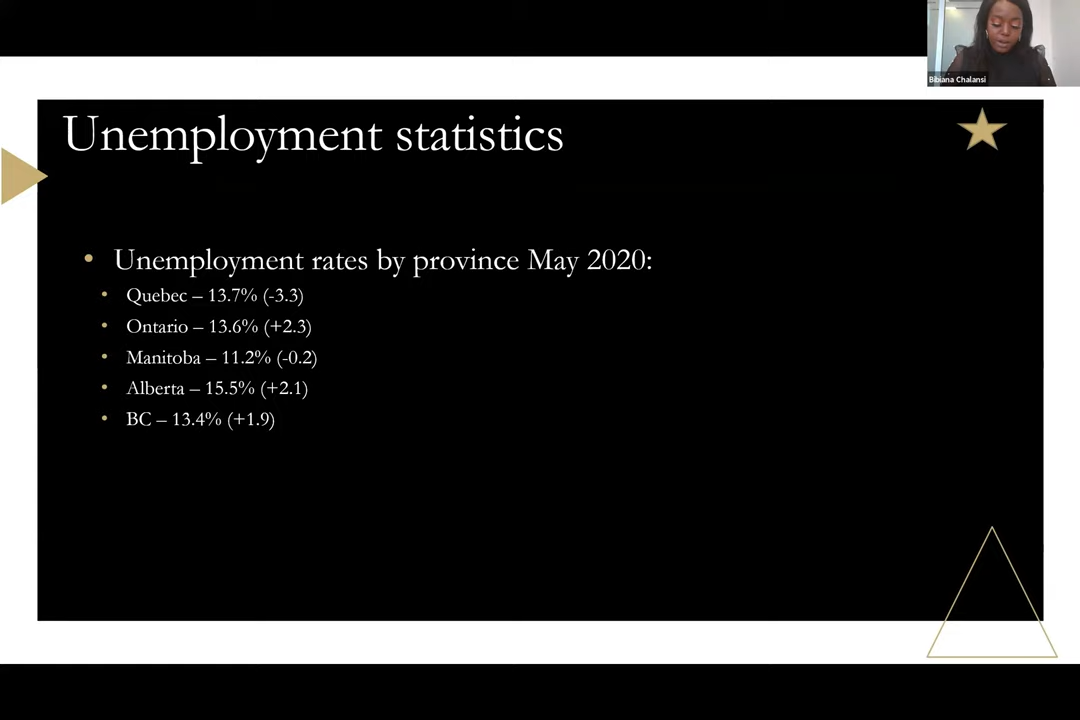 Bibiana Chalansi
Unemployment statistics
• Unemployment rates by province May 2020:
• Quebec – 13.7% (-3.3)
• Ontario – 13.6% (+2.3)
• Manitoba – 11.2% (-0.2)
• Alberta – 15.5% (+2.1)
• BC – 13.4% (+1.9)